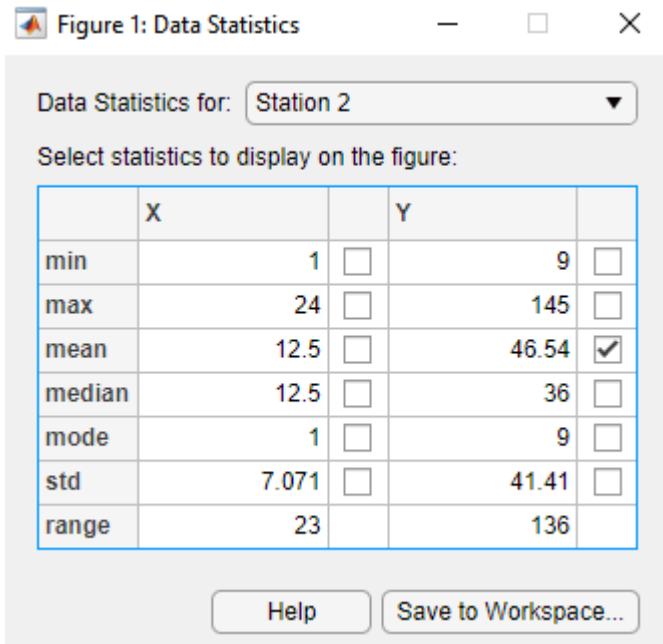 Figure 1: Data Statistics
Data Statistics for: Station 2
Select statistics to display on the figure:
X Y
min 1 9
max 24 145
mean 12.5 46.54
median 12.5 36
mode 1 9
std 7.071 41.41
range 23 136
Help Save to Workspace...